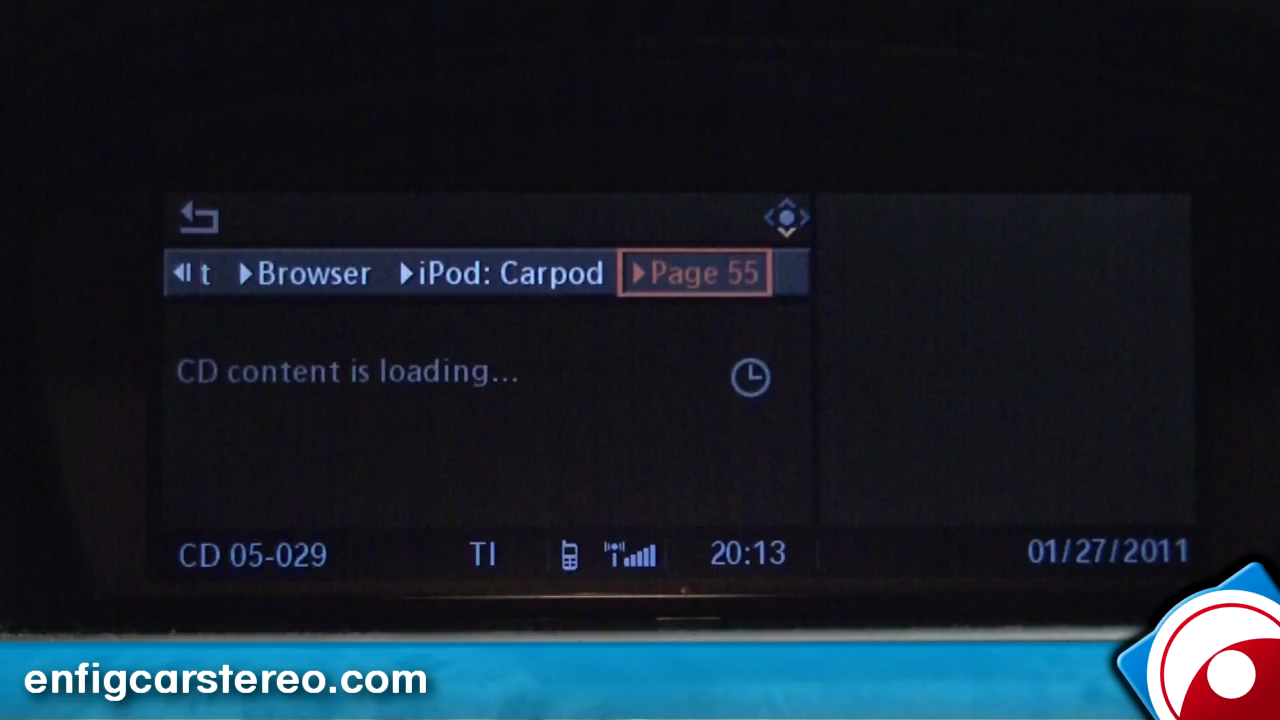 t Browser iPod: Carpod Page 55
CD content is loading...
CD 05-029 TI 20:13 01/27/2011
enfigcarstereo.com